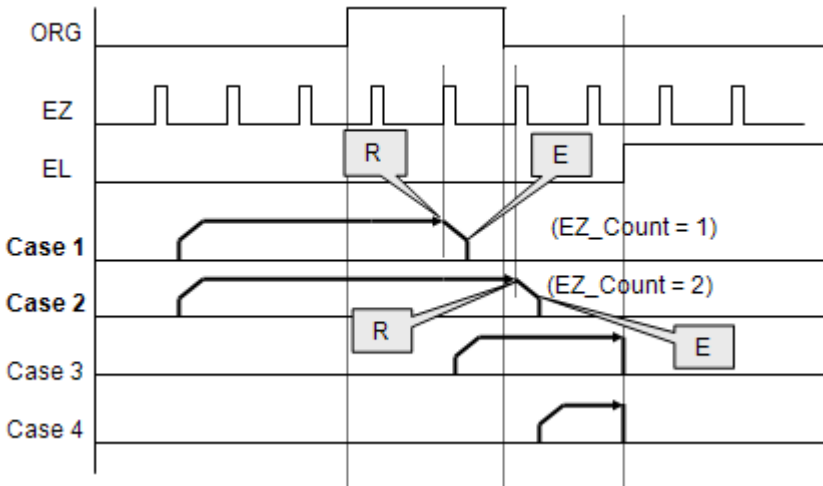 ORG
EZ
EL
R
E
Case 1
(EZ_Count = 1)
Case 2
(EZ_Count = 2)
R
E
Case 3
Case 4